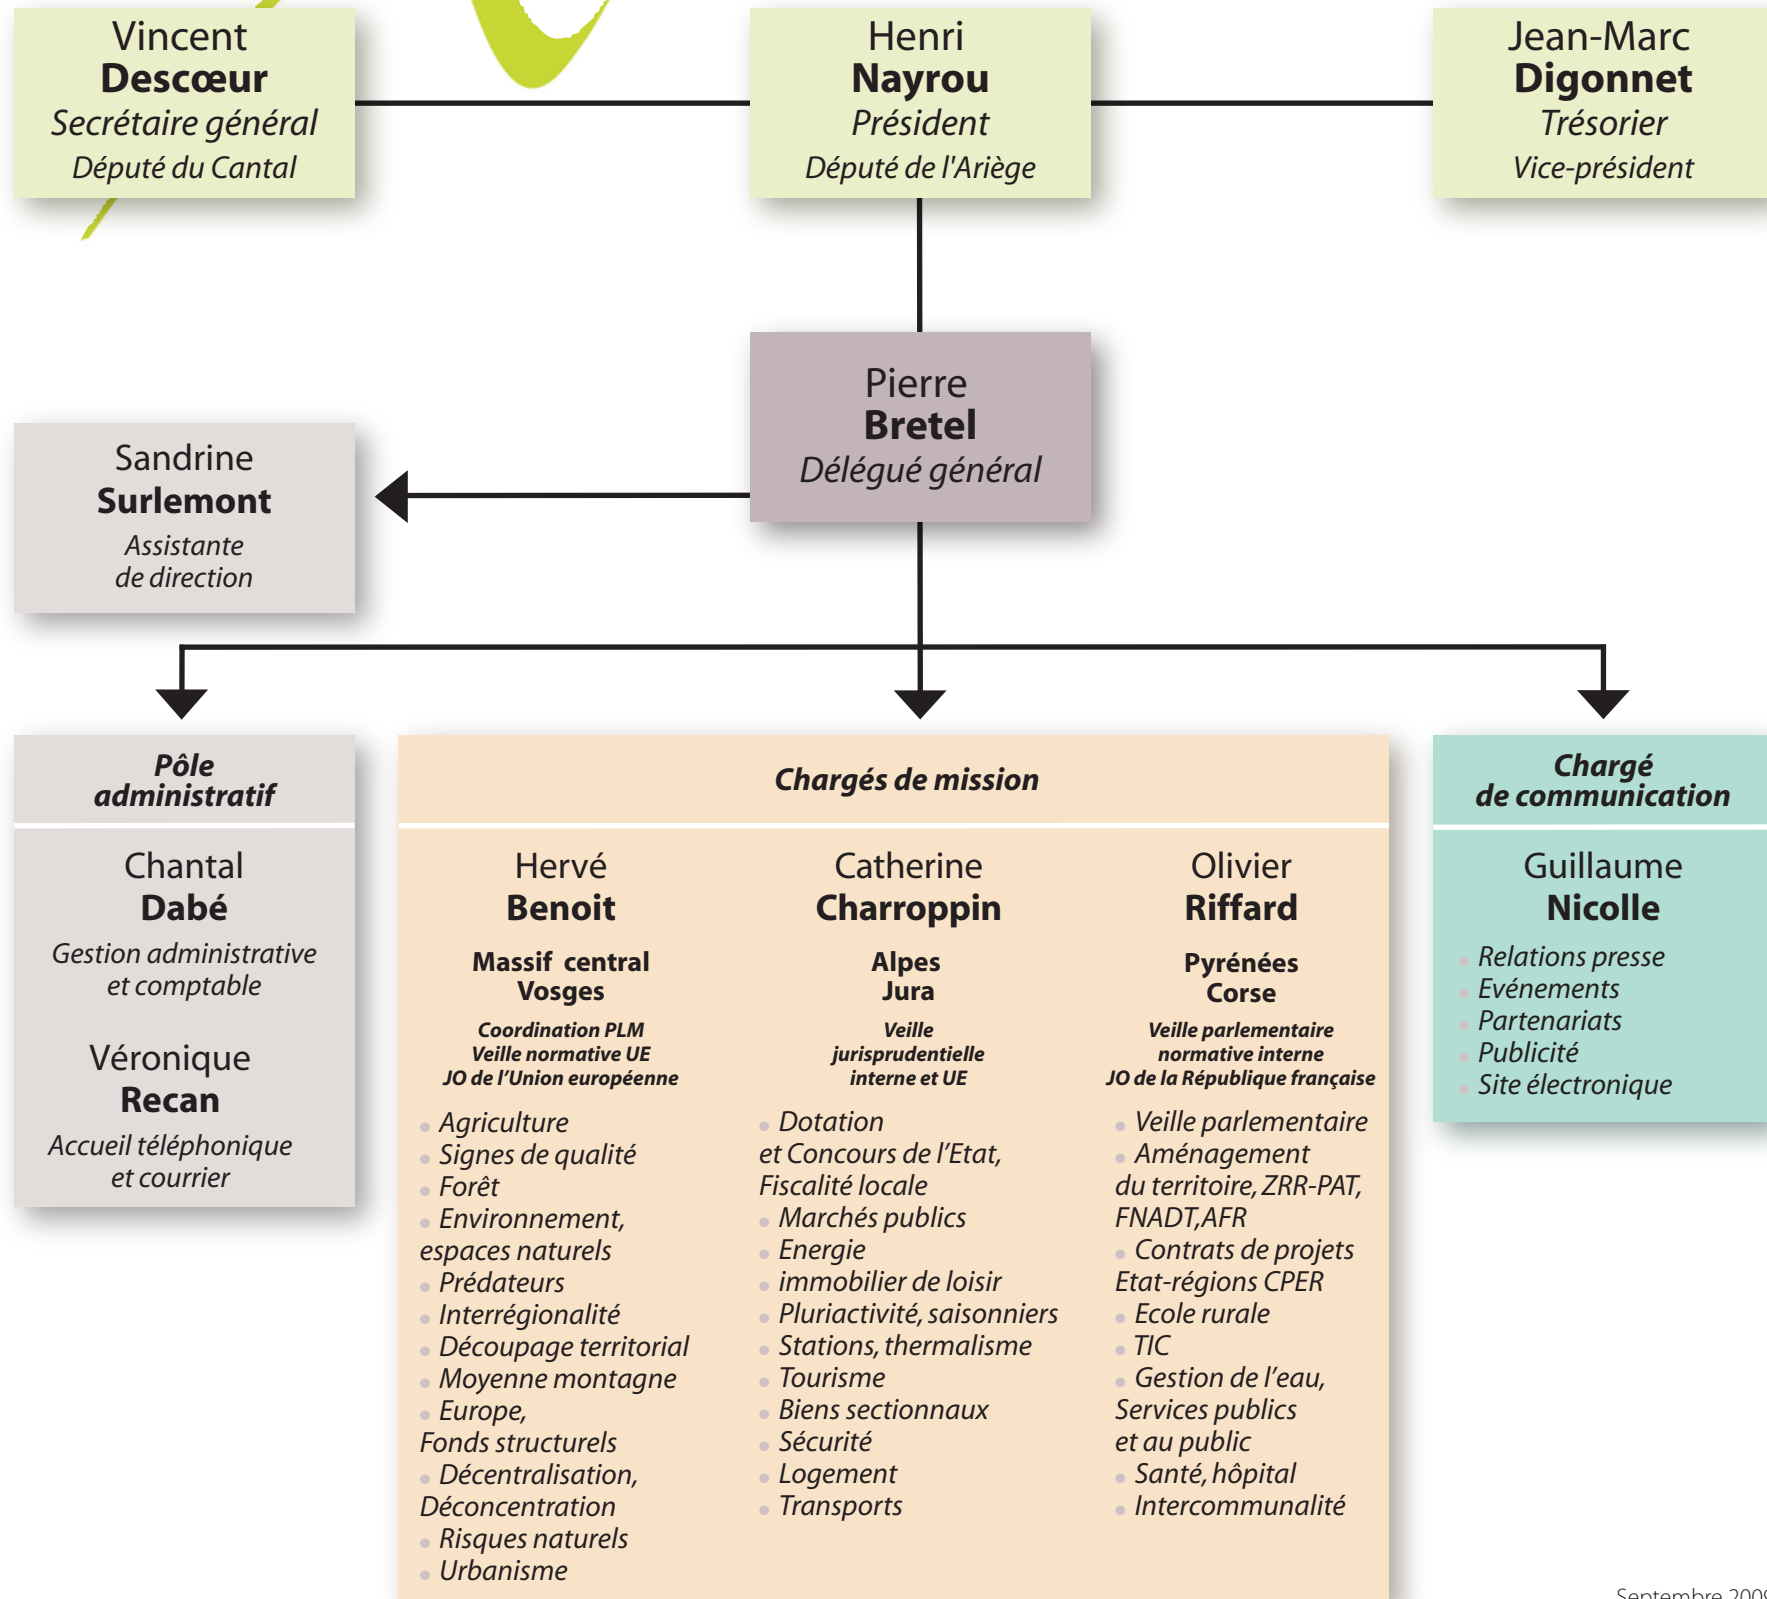 Vincent
Descœur
Secrétaire général
Député du Cantal
Henri
Nayrou
Président
Député de l'Ariège
Jean-Marc
Digonnet
Trésorier
Vice-président
Pierre
Bretel
Délégué général
Sandrine
Surlemont
Assistante
de direction
Pôle
administratif
Chantal
Dabé
Gestion administrative
et comptable
Véronique
Recan
Accueil téléphonique
et courrier
Chargés de mission
Hervé
Benoit
Massif central
Vosges
Coordination PLM
Veille normative UE
JO de l’Union européenne
• Agriculture
• Signes de qualité
• Forêt
• Environnement,
espaces naturels
• Prédateurs
• Interrégionalité
• Découpage territorial
• Moyenne montagne
• Europe,
Fonds structurels
• Décentralisation,
Déconcentration
• Risques naturels
• Urbanisme
Catherine
Charroppin
Alpes
Jura
Veille
jurisprudentielle
interne et UE
• Dotation
et Concours de l’Etat,
Fiscalité locale
• Marchés publics
• Energie
• immobilier de loisir
• Pluriactivité, saisonniers
• Stations, thermalisme
• Tourisme
• Biens sectionnaux
• Sécurité
• Logement
• Transports
Olivier
Riffard
Pyrénées
Corse
Veille parlementaire
normative interne
JO de la République française
• Veille parlementaire
• Aménagement
du territoire, ZRR-PAT,
FNADT,AFR
• Contrats de projets
Etat-régions CPER
• Ecole rurale
• TIC
• Gestion de l’eau,
Services publics
et au public
• Santé, hôpital
• Intercommunalité
Chargé
de communication
Guillaume
Nicolle
• Relations presse
• Evénements
• Partenariats
• Publicité
• Site électronique
Septembre 2009